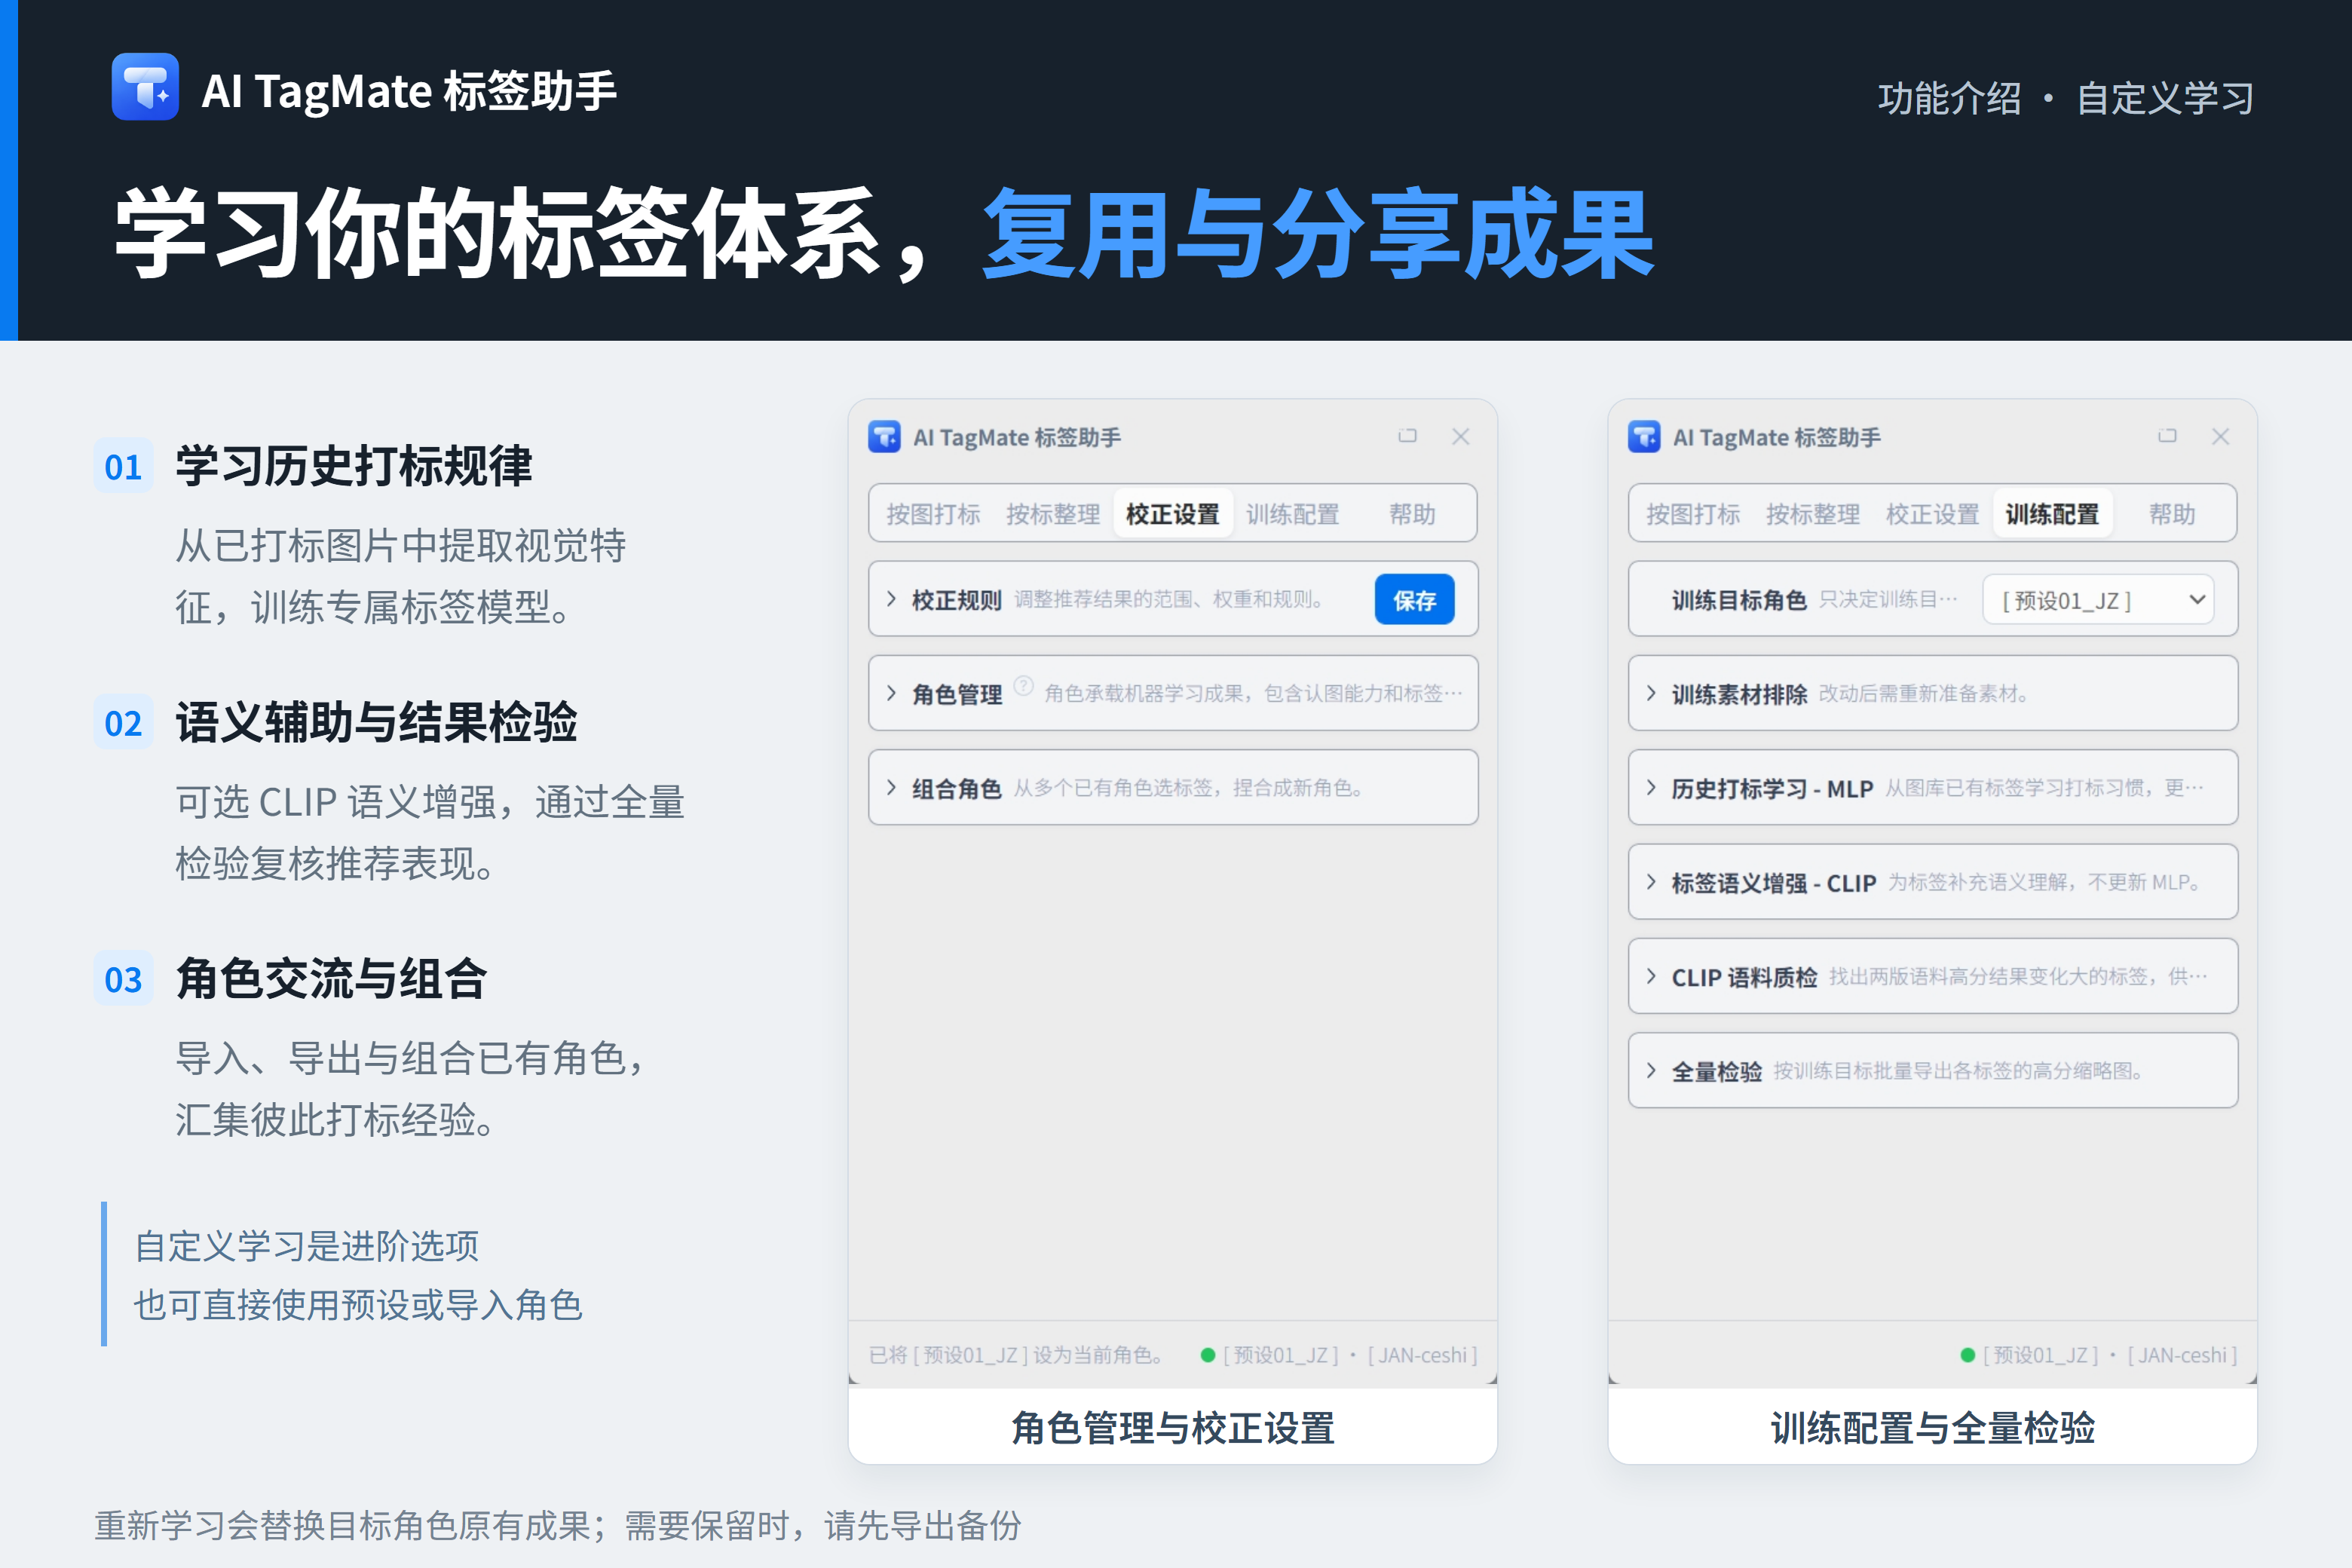 AI TagMate 标签助手
功能介绍 • 自定义学习
学习你的标签体系，复用与分享成果
01 学习历史打标规律
从已打标图片中提取视觉特
征，训练专属标签模型。
02 语义辅助与结果检验
可选 CLIP 语义增强，通过全量
检验复核推荐表现。
03 角色交流与组合
导入、导出与组合已有角色，
汇集彼此打标经验。
自定义学习是进阶选项
也可直接使用预设或导入角色
AI TagMate 标签助手
按图打标 按标整理 校正设置 训练配置 帮助
校正规则 调整推荐结果的范围、权重和规则。 保存
角色管理 ? 角色承载机器学习成果，包含认图能力和标签…
组合角色 从多个已有角色选标签，捏合成新角色。
已将 [ 预设01_JZ ] 设为当前角色。 [ 预设01_JZ ] • [ JAN-ceshi ]
角色管理与校正设置
AI TagMate 标签助手
按图打标 按标整理 校正设置 训练配置 帮助
训练目标角色 只决定训练目… [ 预设01_JZ ]
训练素材排除 改动后需重新准备素材。
历史打标学习 - MLP 从图库已有标签学习打标习惯，更…
标签语义增强 - CLIP 为标签补充语义理解，不更新 MLP。
CLIP 语料质检 找出两版语料高分结果变化大的标签，供…
全量检验 按训练目标批量导出各标签的高分缩略图。
[ 预设01_JZ ] • [ JAN-ceshi ]
训练配置与全量检验
重新学习会替换目标角色原有成果；需要保留时，请先导出备份